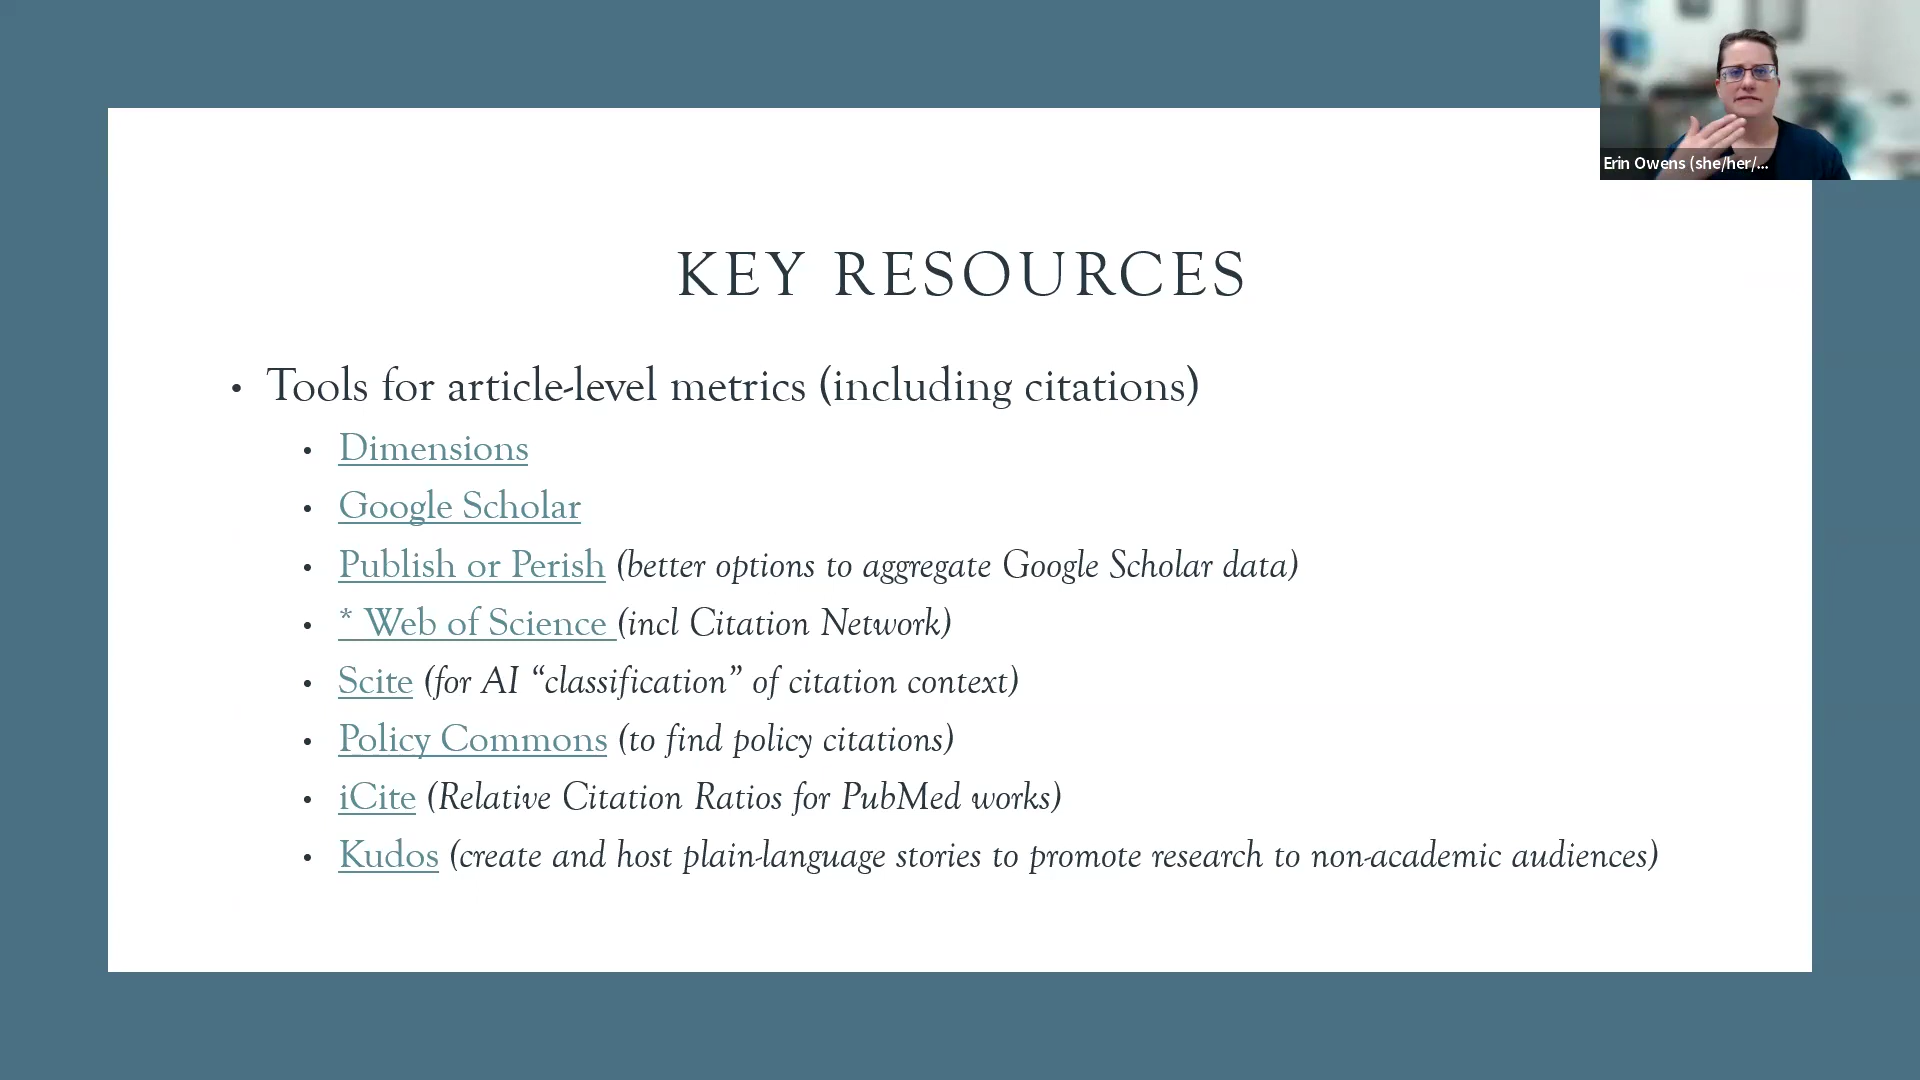 Erin Owens (she/her/...
KEY RESOURCES
• Tools for article-level metrics (including citations)
• Dimensions
• Google Scholar
• Publish or Perish (better options to aggregate Google Scholar data)
• * Web of Science (incl Citation Network)
• Scite (for AI “classification” of citation context)
• Policy Commons (to find policy citations)
• iCite (Relative Citation Ratios for PubMed works)
• Kudos (create and host plain-language stories to promote research to non-academic audiences)